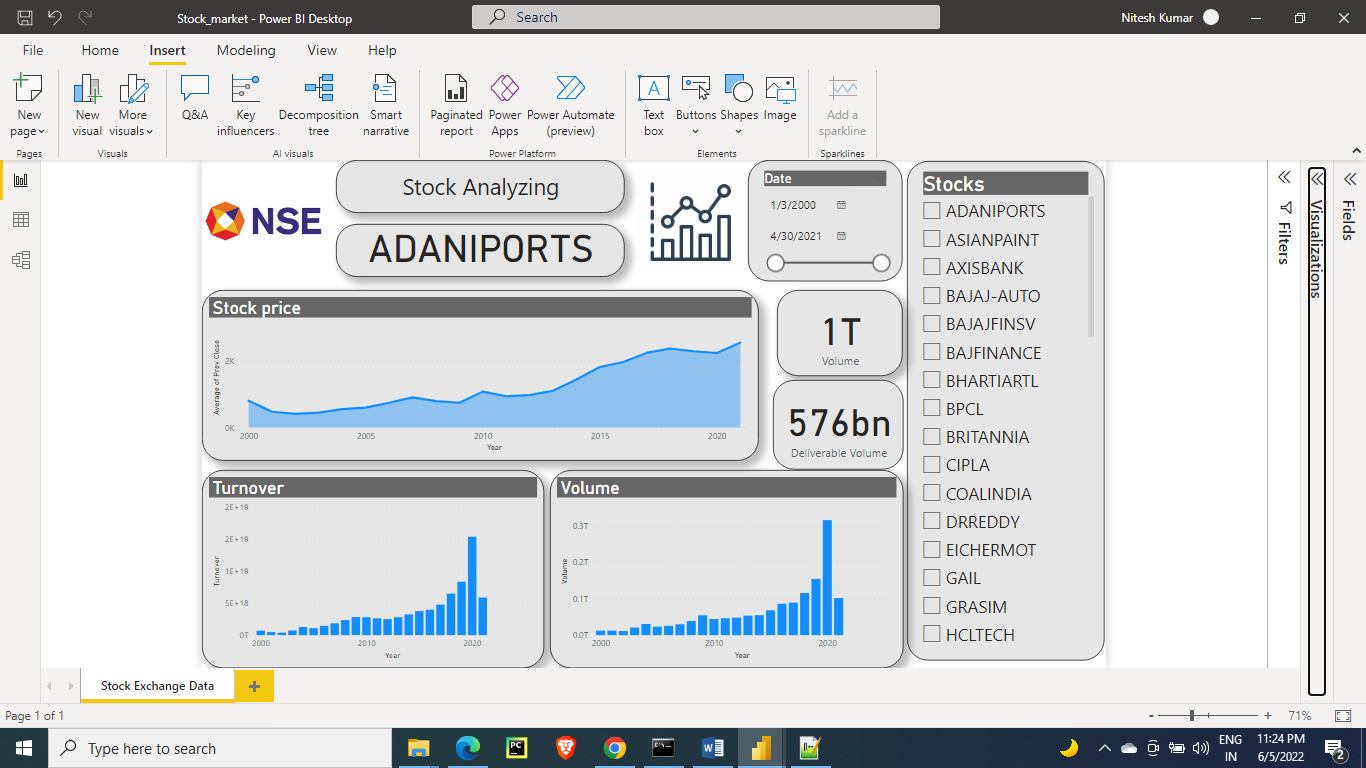 Stock_market - Power BI Desktop
Search
Nitesh Kumar
File Home Insert Modeling View Help
New page
New visual
More visuals
Q&A
Key influencers
Decomposition tree
Smart narrative
Paginated report
Power Apps
Power Automate (preview)
Text box
Buttons
Shapes
Image
Add a sparkline
Pages
Visuals
AI visuals
Power Platform
Elements
Sparklines
NSE
Stock Analyzing
ADANIPORTS
Date
1/3/2000
4/30/2021
Stock price
Average of Prev Close
2K
0K
2000 2005 2010 2015 2020
Year
1T
Volume
576bn
Deliverable Volume
Turnover
Turnover
2E+19
2E+19
1E+19
5E+18
0T
2000 2010 2020
Year
Volume
Volume
0.3T
0.2T
0.1T
0.0T
2000 2010 2020
Year
Stocks
ADANIPORTS
ASIANPAINT
AXISBANK
BAJAJ-AUTO
BAJAJFINSV
BAJFINANCE
BHARTIARTL
BPCL
BRITANNIA
CIPLA
COALINDIA
DRREDDY
EICHERMOT
GAIL
GRASIM
HCLTECH
Filters
Visualizations
Fields
Stock Exchange Data
+
Page 1 of 1
- + 71%
Type here to search
PC
W
ENG
IN
11:24 PM
6/5/2022
2